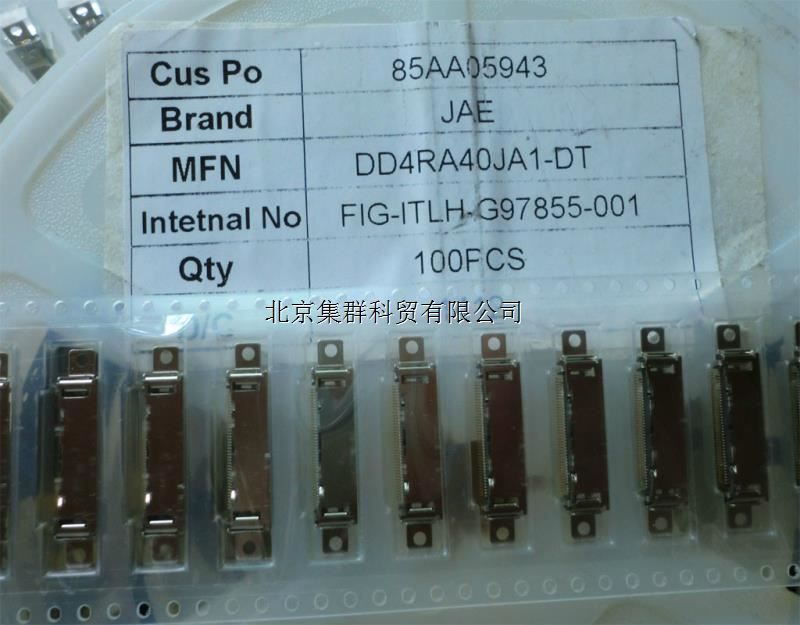 Cus Po 85AA05943
Brand JAE
MFN DD4RA40JA1-DT
Intetnal No FIG-ITLH-G97855-001
Qty 100PCS
北京集群科贸有限公司